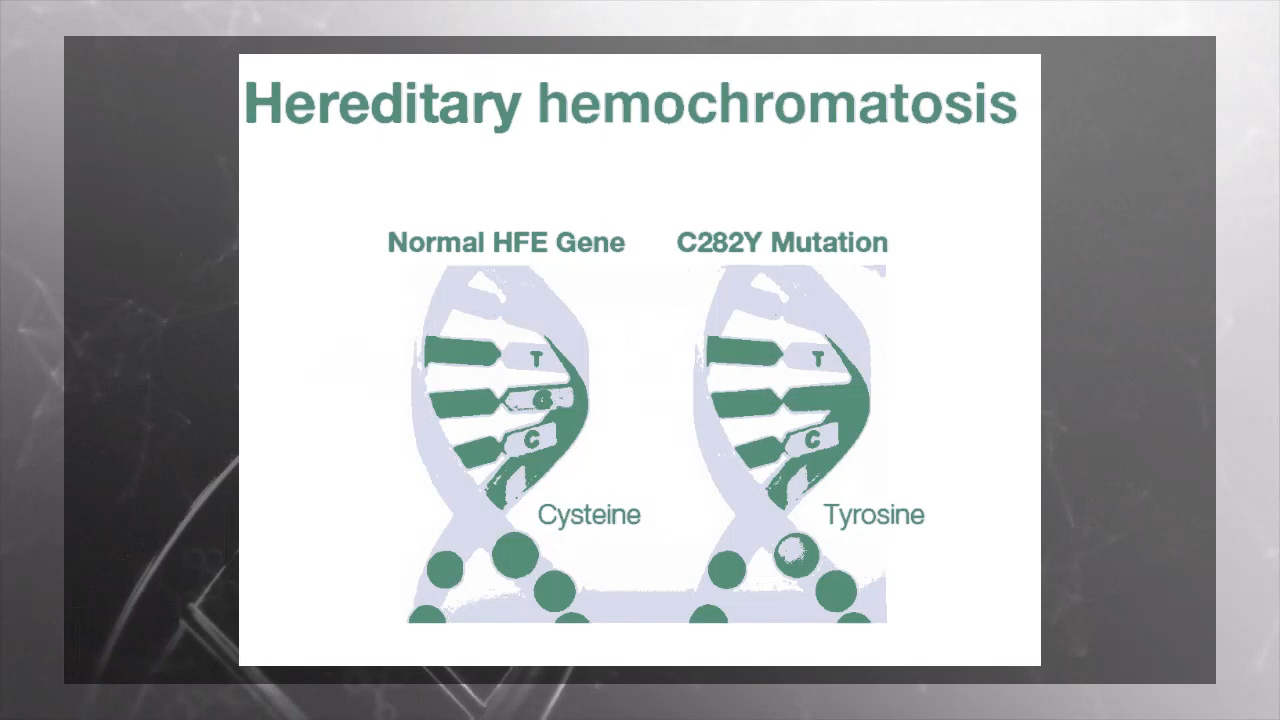 Hereditary hemochromatosis
Normal HFE Gene
C282Y Mutation
T
T
G
C
C
Cysteine
Tyrosine